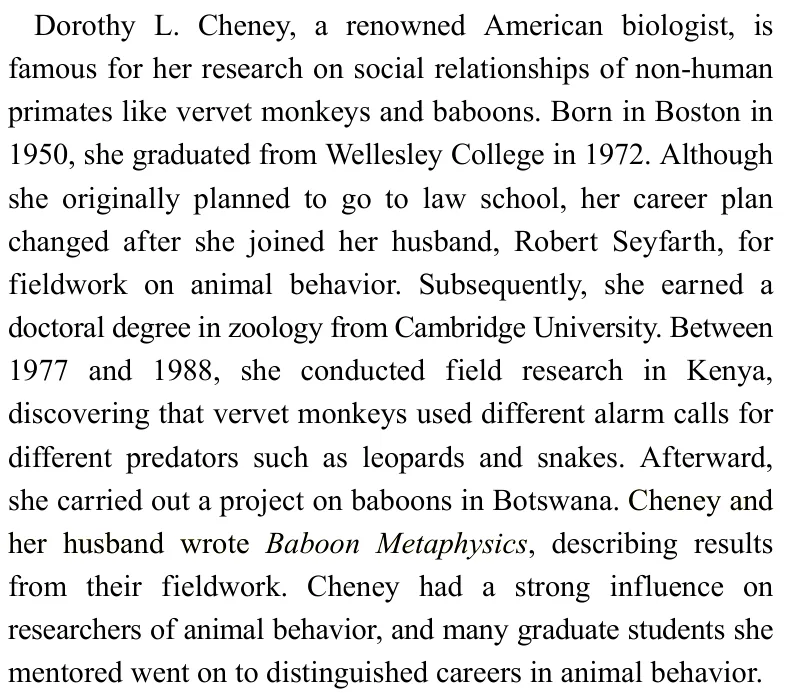 Dorothy L. Cheney, a renowned American biologist, is
famous for her research on social relationships of non-human
primates like vervet monkeys and baboons. Born in Boston in
1950, she graduated from Wellesley College in 1972. Although
she originally planned to go to law school, her career plan
changed after she joined her husband, Robert Seyfarth, for
fieldwork on animal behavior. Subsequently, she earned a
doctoral degree in zoology from Cambridge University. Between
1977 and 1988, she conducted field research in Kenya,
discovering that vervet monkeys used different alarm calls for
different predators such as leopards and snakes. Afterward,
she carried out a project on baboons in Botswana. Cheney and
her husband wrote Baboon Metaphysics, describing results
from their fieldwork. Cheney had a strong influence on
researchers of animal behavior, and many graduate students she
mentored went on to distinguished careers in animal behavior.